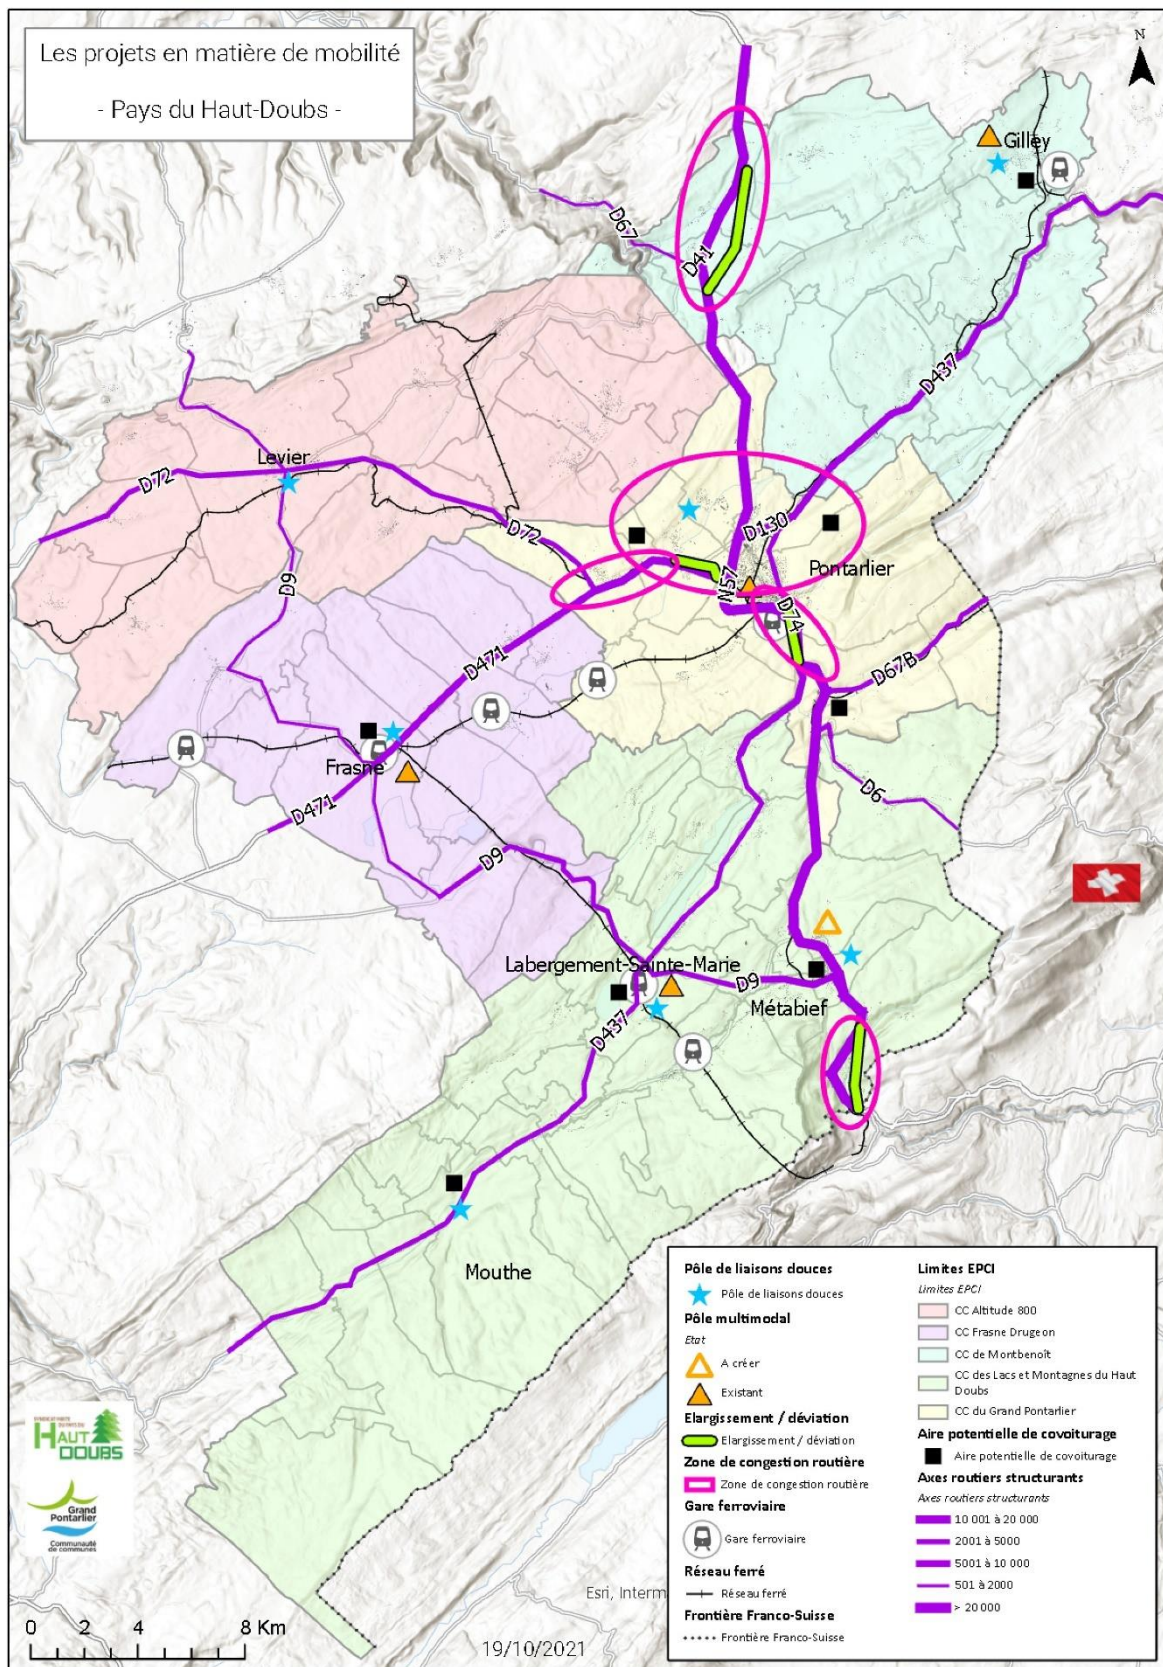 Les projets en matière de mobilité
- Pays du Haut-Doubs -
N
Gilley
D67
D41
D437
Levier
D72
D72
D130
Pontarlier
D9
N57
D74
D471
D67B
Frasne
D471
D6
D9
Labergement-Sainte-Marie
D9
Métabief
D437
Mouthe
HAUT
DOUBS
Grand
Pontarlier
Communauté
de communes
0 2 4 8 Km
19/10/2021
Esri, Interm
Pôle de liaisons douces
Pôle de liaisons douces
Pôle multimodal
Etat
A créer
Existant
Elargissement / déviation
Elargissement / déviation
Zone de congestion routière
Zone de congestion routière
Gare ferroviaire
Gare ferroviaire
Réseau ferré
Réseau ferré
Frontière Franco-Suisse
Frontière Franco-Suisse
Limites EPCI
Limites EPCI
CC Altitude 800
CC Frasne Drugeon
CC de Montbenoît
CC des Lacs et Montagnes du Haut
Doubs
CC du Grand Pontarlier
Aire potentielle de covoiturage
Aire potentielle de covoiturage
Axes routiers structurants
Axes routiers structurants
10 001 à 20 000
2001 à 5000
5001 à 10 000
501 à 2000
> 20 000